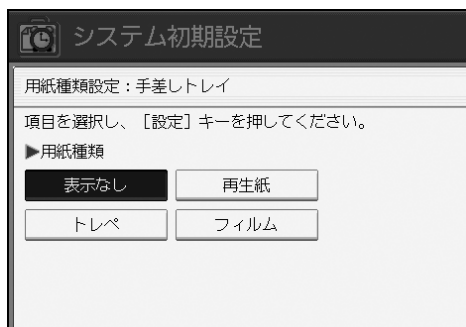 システム初期設定
用紙種類設定：手差しトレイ
項目を選択し、［設定］キーを押してください。
▶用紙種類
表示なし 再生紙
トレペ フィルム